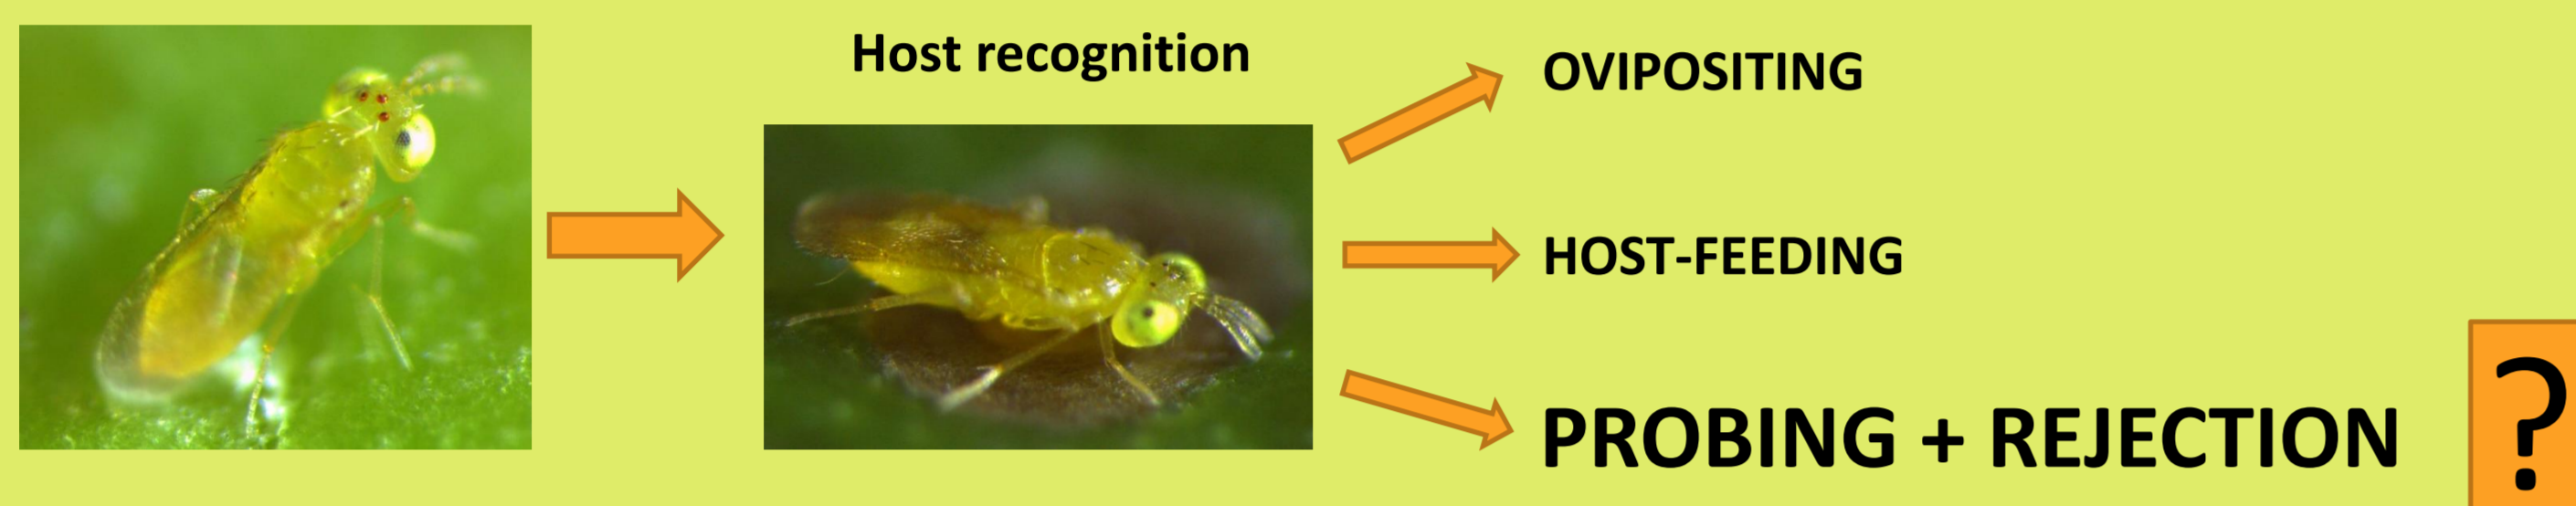 Host recognition
OVIPOSITING
HOST-FEEDING
PROBING + REJECTION
?